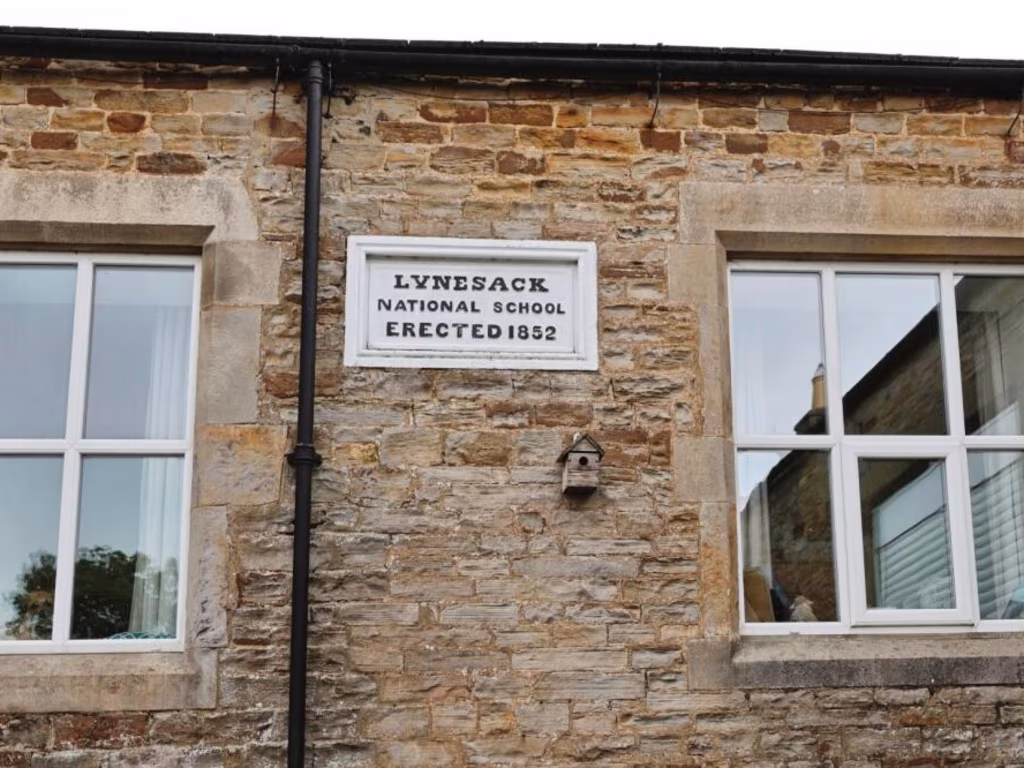 LYNESACK
NATIONAL SCHOOL
ERECTED 1852